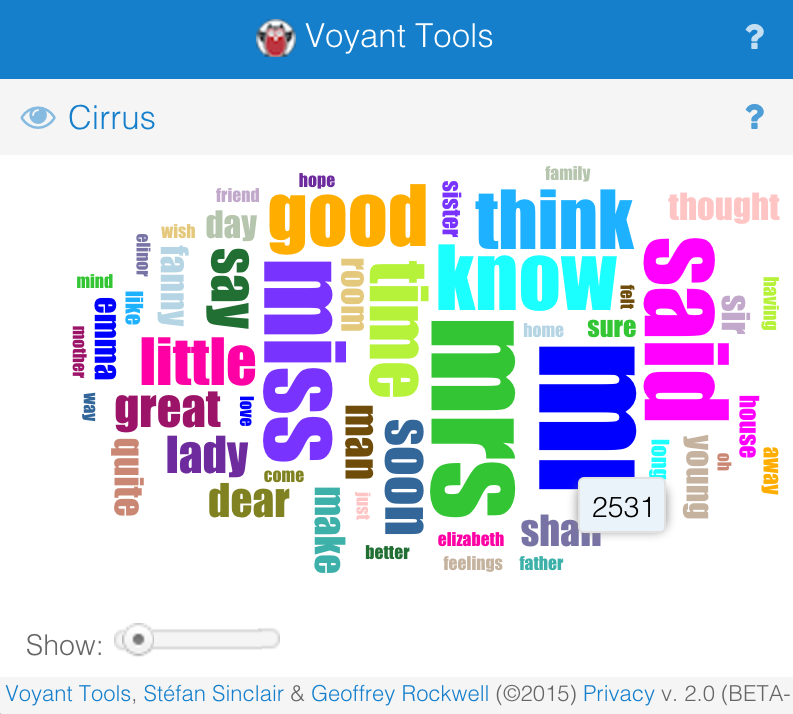 Voyant Tools ?
Cirrus ?
family
hope
friend
good
sister
think
thought
wish
day
elinor
fanny
say
miss
room
time
know
felt
said
sir
having
mind
emma
like
mother
little
home
sure
mrs
mr
way
great
love
man
soon
house
quite
lady
come
long
young
oh
away
dear
make
just
2531
shall
better
elizabeth
feelings
father
Show:
Voyant Tools, Stéfan Sinclair & Geoffrey Rockwell (©2015) Privacy v. 2.0 (BETA-